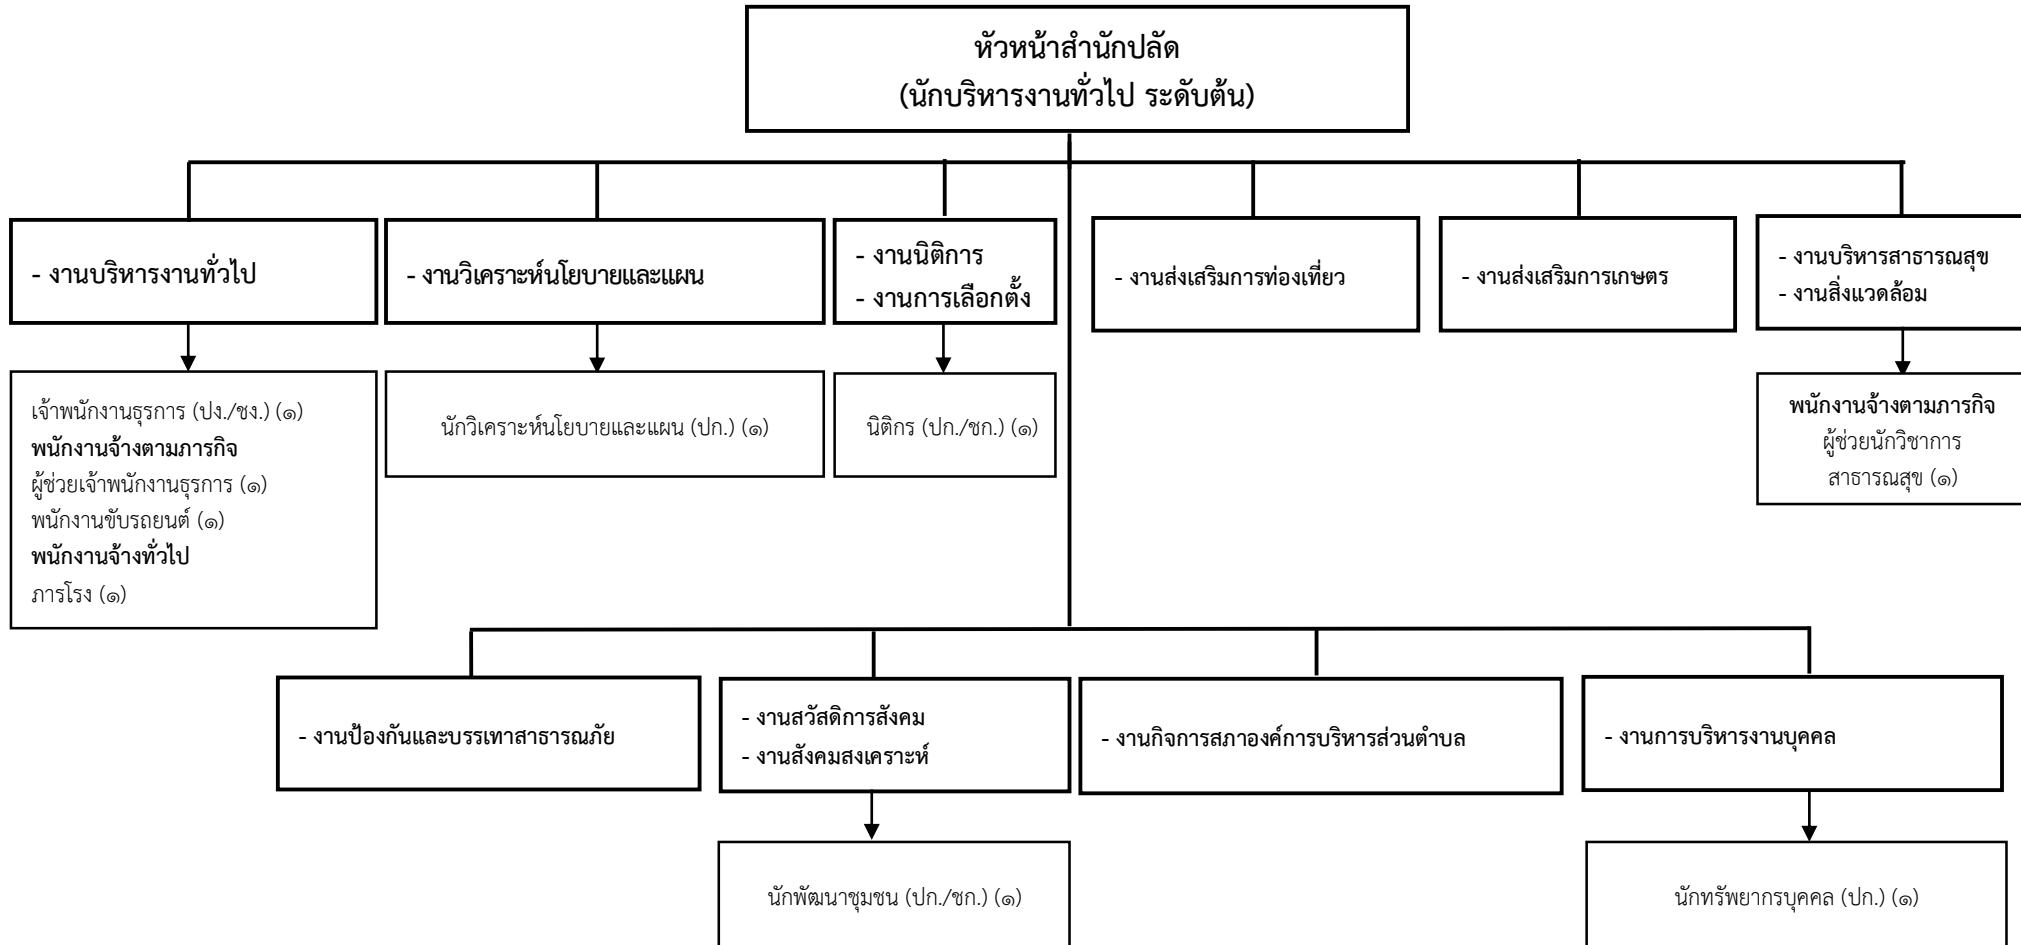 หัวหน้าสำนักปลัด
(นักบริหารงานทั่วไป ระดับต้น)
- งานบริหารงานทั่วไป
- งานวิเคราะห์นโยบายและแผน
- งานนิติการ
- งานการเลือกตั้ง
- งานส่งเสริมการท่องเที่ยว
- งานส่งเสริมการเกษตร
- งานบริหารสาธารณสุข
- งานสิ่งแวดล้อม
เจ้าพนักงานธุรการ (ปง./ชง.) (๑)
พนักงานจ้างตามภารกิจ
ผู้ช่วยเจ้าพนักงานธุรการ (๑)
พนักงานขับรถยนต์ (๑)
พนักงานจ้างทั่วไป
ภารโรง (๑)
นักวิเคราะห์นโยบายและแผน (ปก.) (๑)
นิติกร (ปก./ชก.) (๑)
พนักงานจ้างตามภารกิจ
ผู้ช่วยนักวิชาการ
สาธารณสุข (๑)
- งานป้องกันและบรรเทาสาธารณภัย
- งานสวัสดิการสังคม
- งานสังคมสงเคราะห์
- งานกิจการสภาองค์การบริหารส่วนตำบล
- งานการบริหารงานบุคคล
นักพัฒนาชุมชน (ปก./ชก.) (๑)
นักทรัพยากรบุคคล (ปก.) (๑)